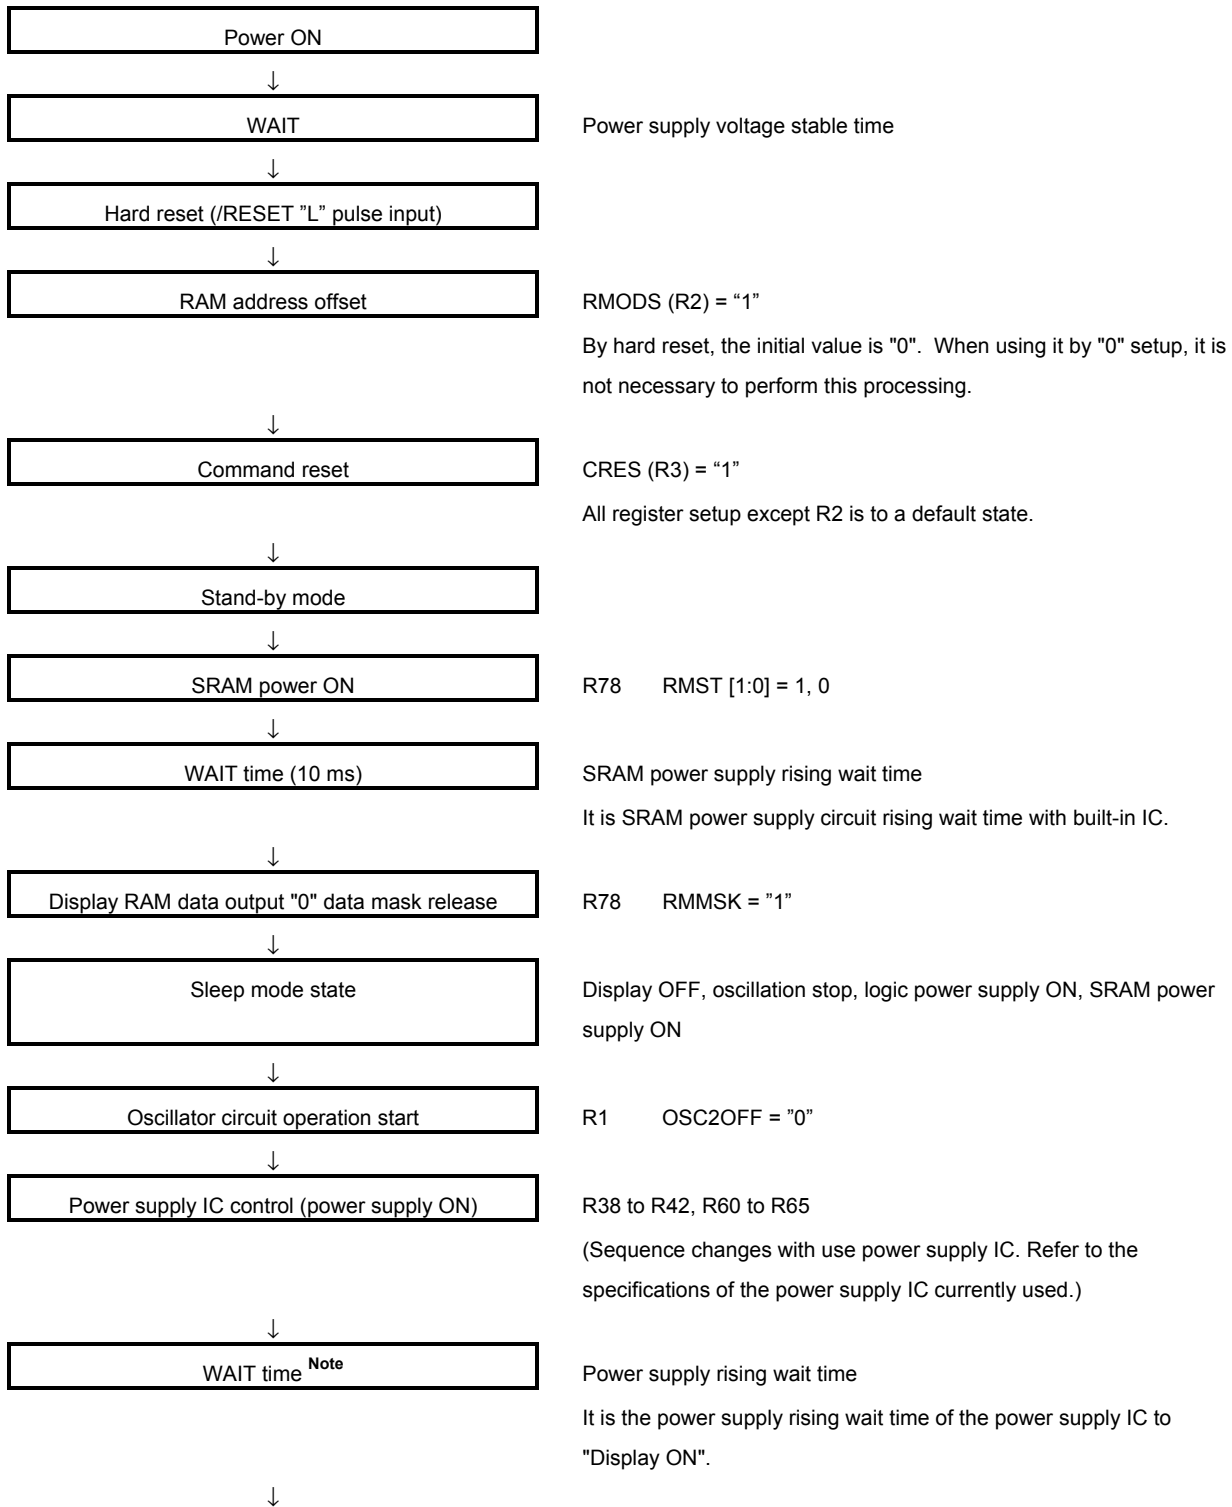 Power ON
↓
WAIT Power supply voltage stable time
↓
Hard reset (/RESET ”L” pulse input)
↓
RAM address offset RMODS (R2) = “1”
By hard reset, the initial value is "0".  When using it by "0" setup, it is
not necessary to perform this processing.
↓
Command reset CRES (R3) = “1”
All register setup except R2 is to a default state.
↓
Stand-by mode
↓
SRAM power ON R78 RMST [1:0] = 1, 0
↓
WAIT time (10 ms) SRAM power supply rising wait time
It is SRAM power supply circuit rising wait time with built-in IC.
↓
Display RAM data output "0" data mask release R78 RMMSK = ”1”
↓
Sleep mode state Display OFF, oscillation stop, logic power supply ON, SRAM power
supply ON
↓
Oscillator circuit operation start R1 OSC2OFF = ”0”
↓
Power supply IC control (power supply ON) R38 to R42, R60 to R65
(Sequence changes with use power supply IC. Refer to the
specifications of the power supply IC currently used.)
↓
WAIT time Note Power supply rising wait time
It is the power supply rising wait time of the power supply IC to
"Display ON".
↓